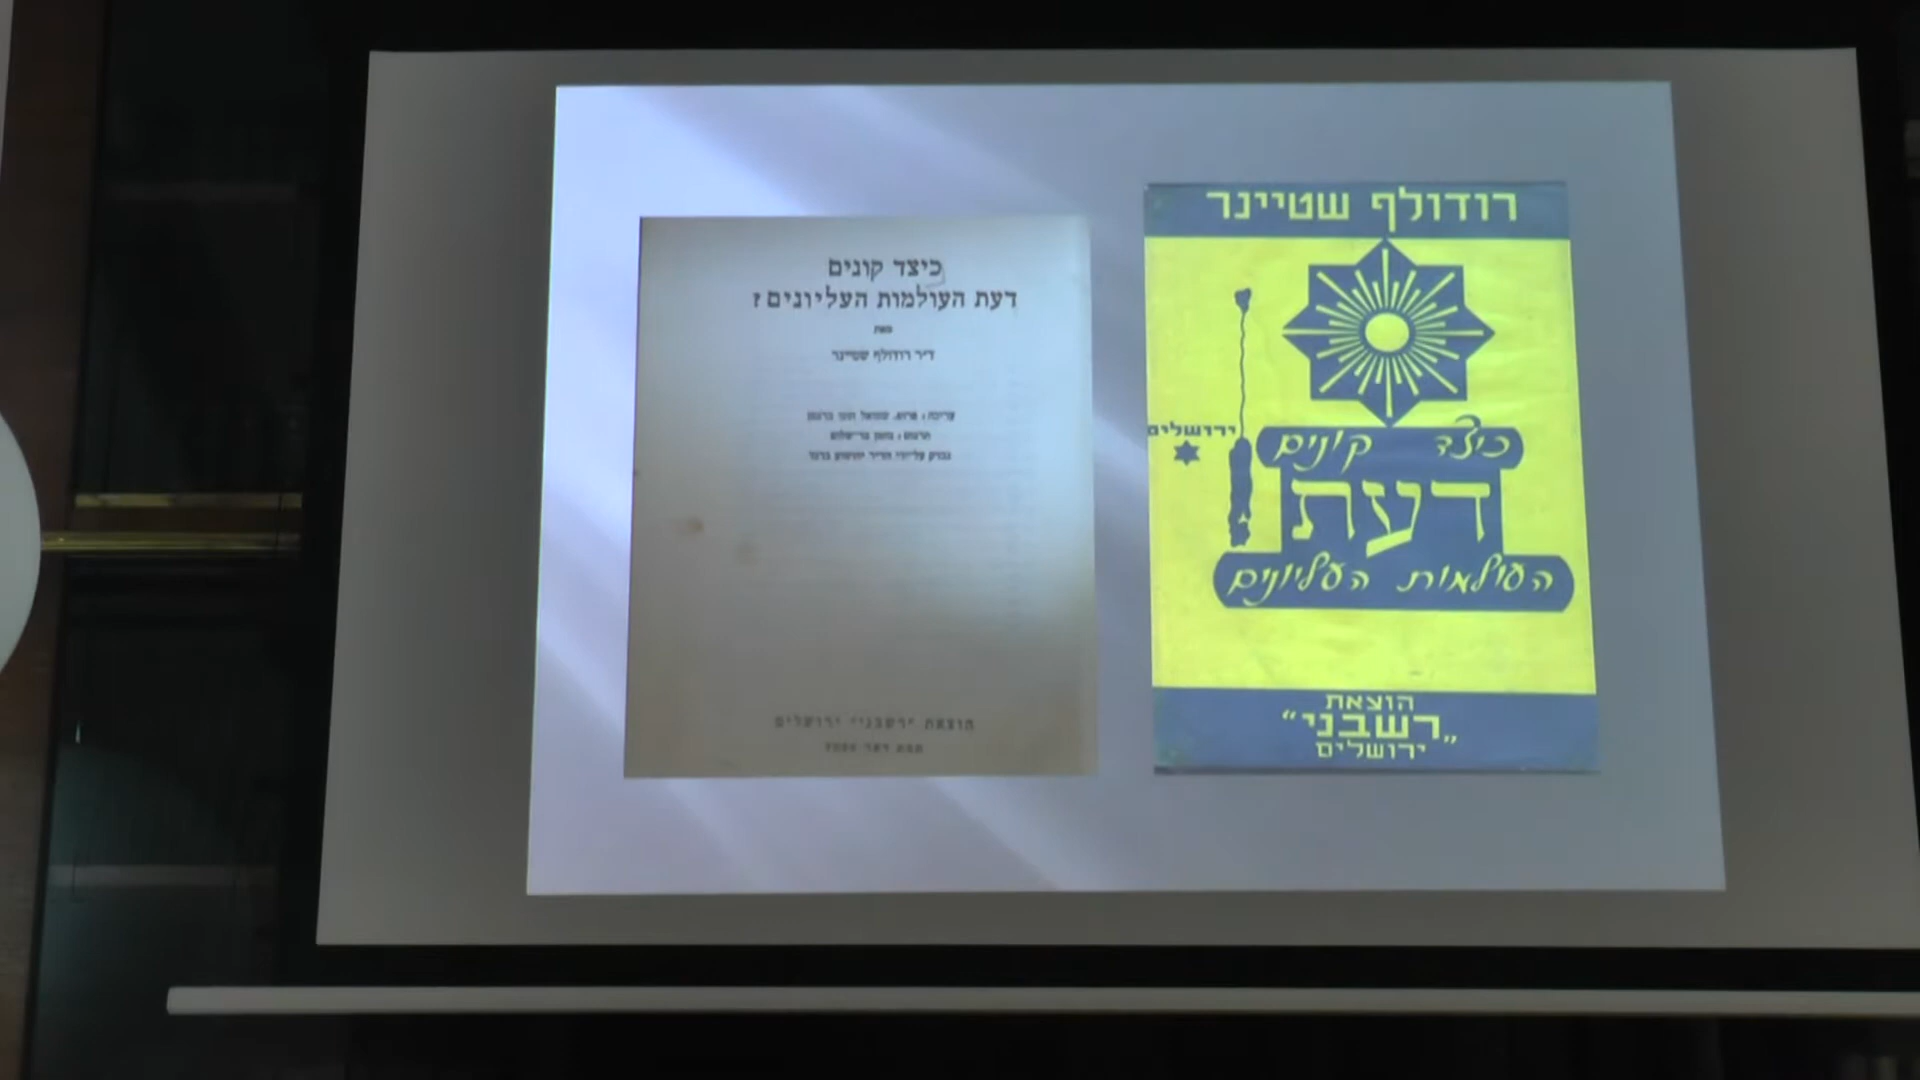 כיצד קונים
דעת העולמות העליונים?
מאת
ד״ר רודולף שטיינר
הוצאת "רשבני" ירושלים
רודולף שטיינר
ירושלים
כיצד קונים
דעת
העולמות העליונים
הוצאת
„רשבני“
ירושלים